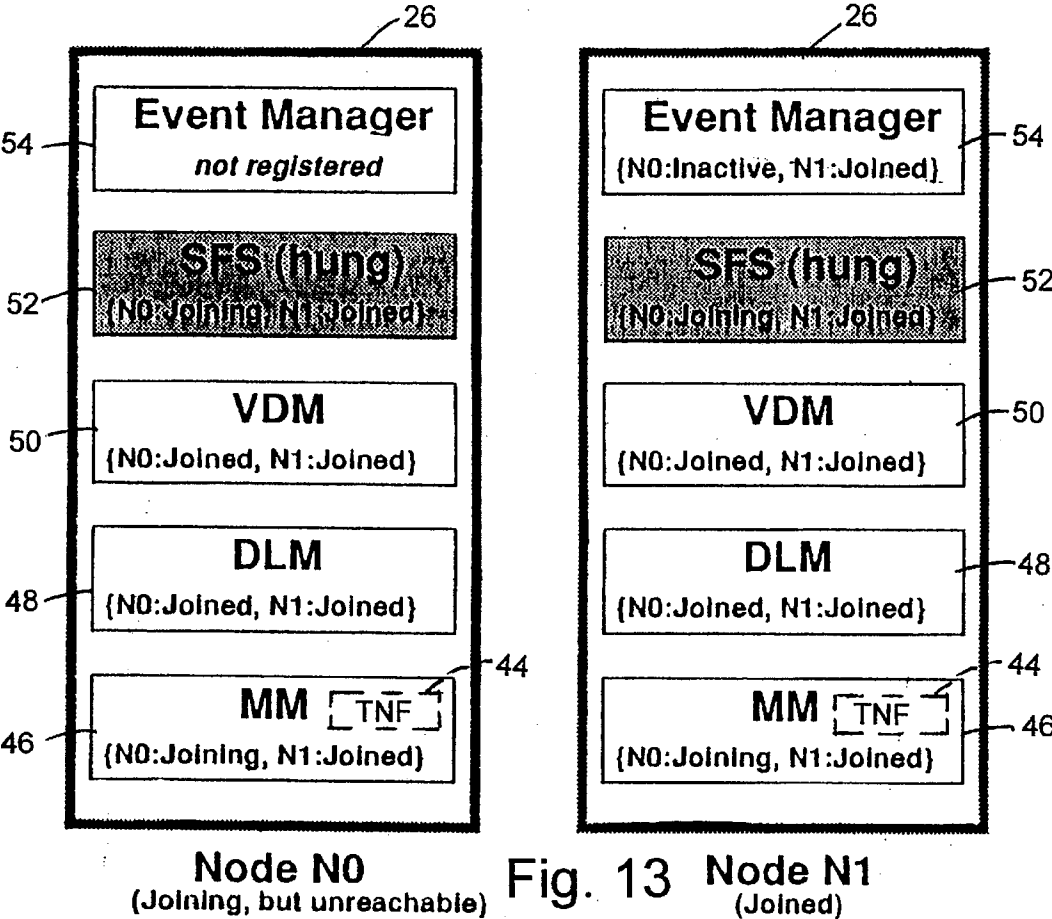 26
Event Manager
not registered
54
SFS (hung)
{N0:Joining, N1:Joined}
52
VDM
{N0:Joined, N1:Joined}
50
DLM
{N0:Joined, N1:Joined}
48
44
MM TNF
{N0:Joining, N1:Joined}
46
Node N0
(Joining, but unreachable)
26
Event Manager
{N0:Inactive, N1:Joined}
54
SFS (hung)
{N0:Joining, N1:Joined}
52
VDM
{N0:Joined, N1:Joined}
50
DLM
{N0:Joined, N1:Joined}
48
44
MM TNF
{N0:Joining, N1:Joined}
46
Node N1
(Joined)
Fig. 13